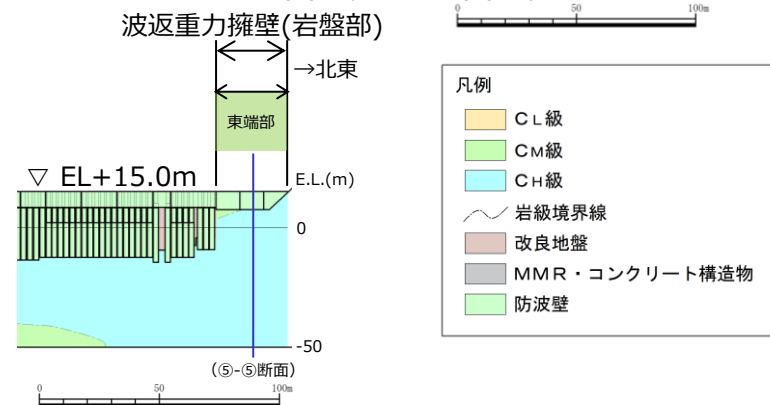 波返重力擁壁(岩盤部)
→北東
東端部
▽ EL+15.0m
E.L.(m)
0
-50
(⑤-⑤断面)
0 50 100m
0 50 100m
凡例
CL級
CM級
CH級
岩級境界線
改良地盤
MMR・コンクリート構造物
防波壁